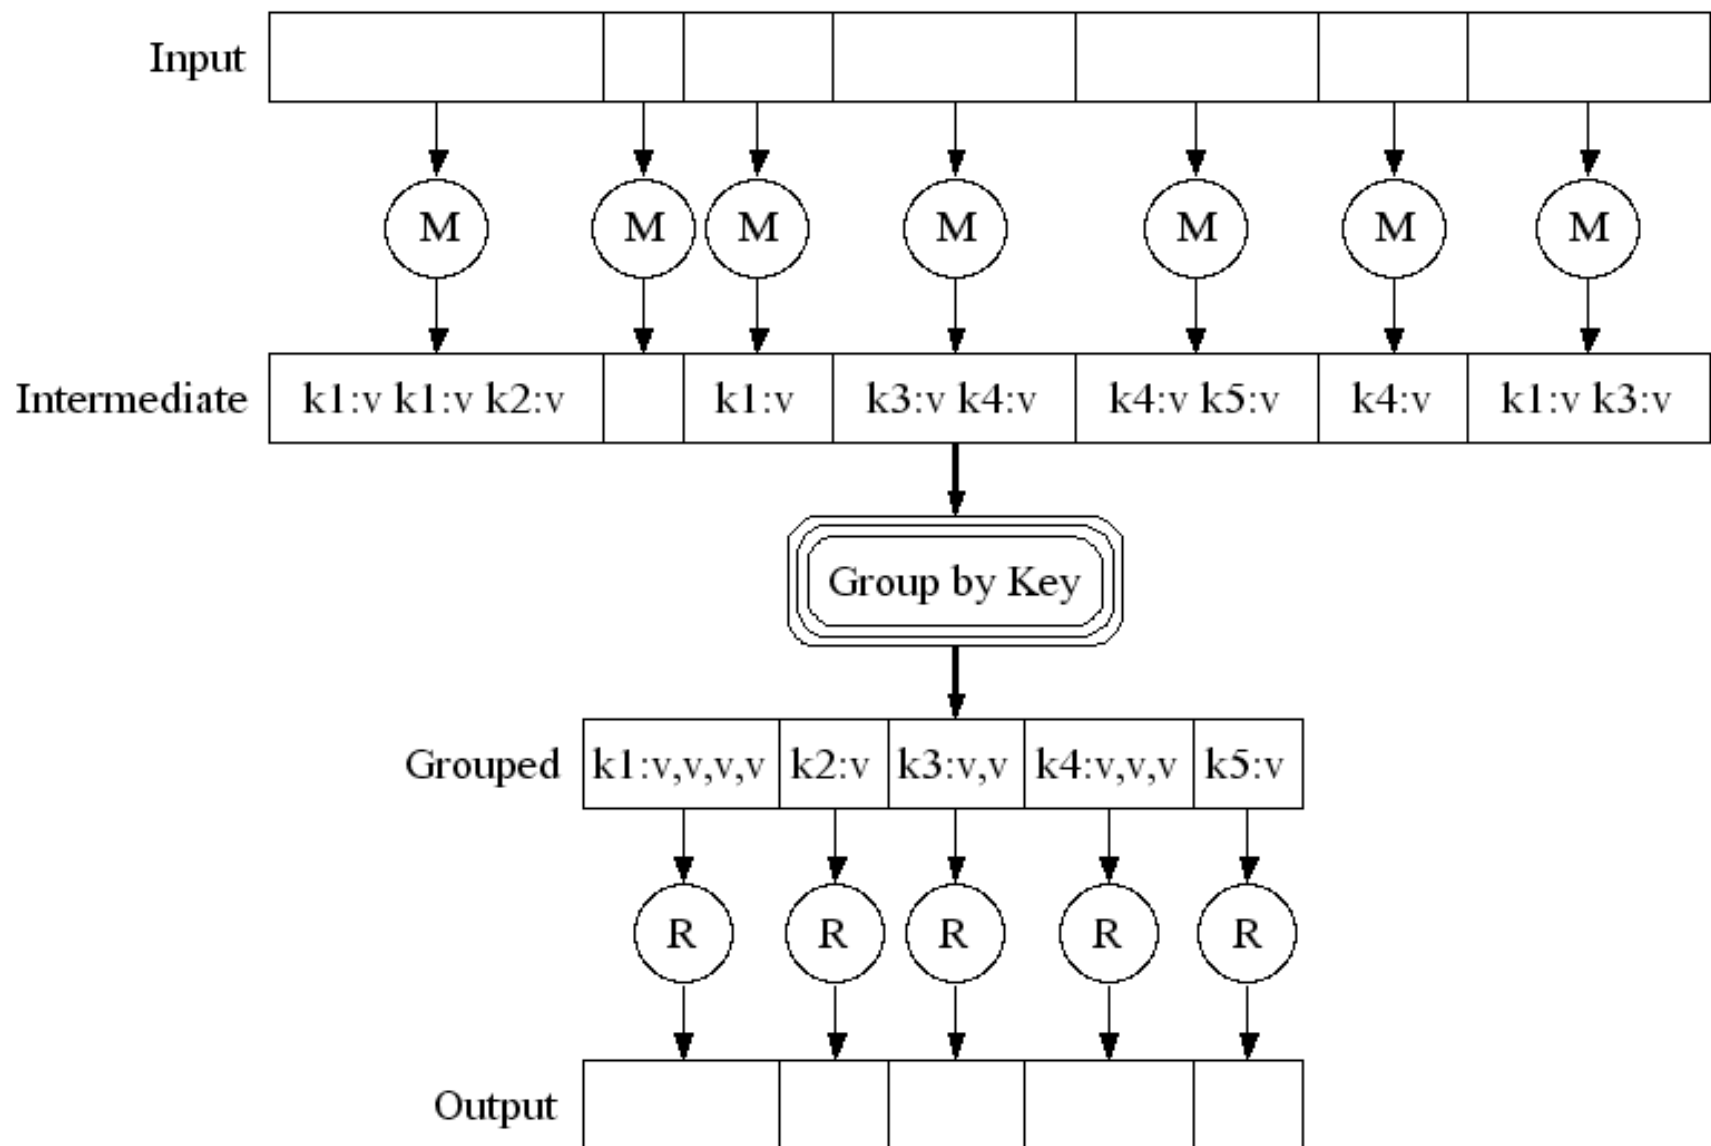 Input
M M M M M M M
Intermediate k1:v k1:v k2:v k1:v k3:v k4:v k4:v k5:v k4:v k1:v k3:v
Group by Key
Grouped k1:v,v,v,v k2:v k3:v,v k4:v,v,v k5:v
R R R R R
Output